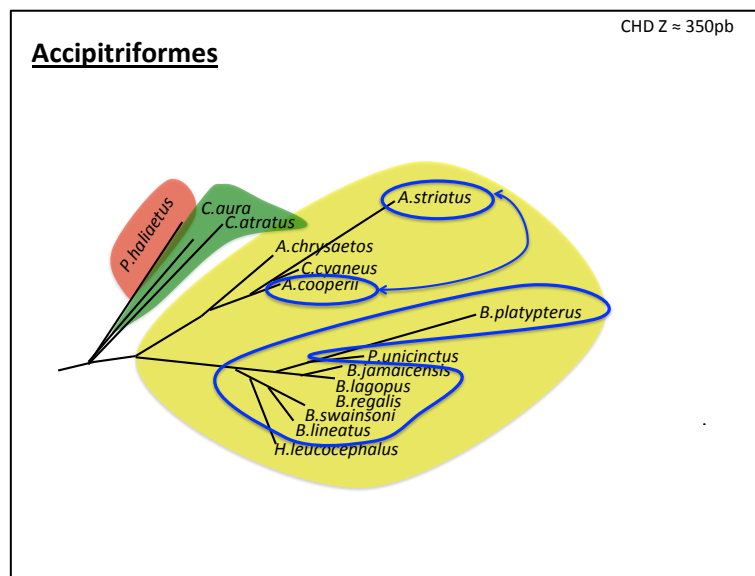 CHD Z ≈ 350pb
Accipitriformes
P.haliaetus
C.aura
C.atratus
A.striatus
A.chrysaetos
C.cyaneus
A.cooperii
B.platypterus
P.unicinctus
B.jamaicensis
B.lagopus
B.regalis
B.swainsoni
B.lineatus
H.leucocephalus
.